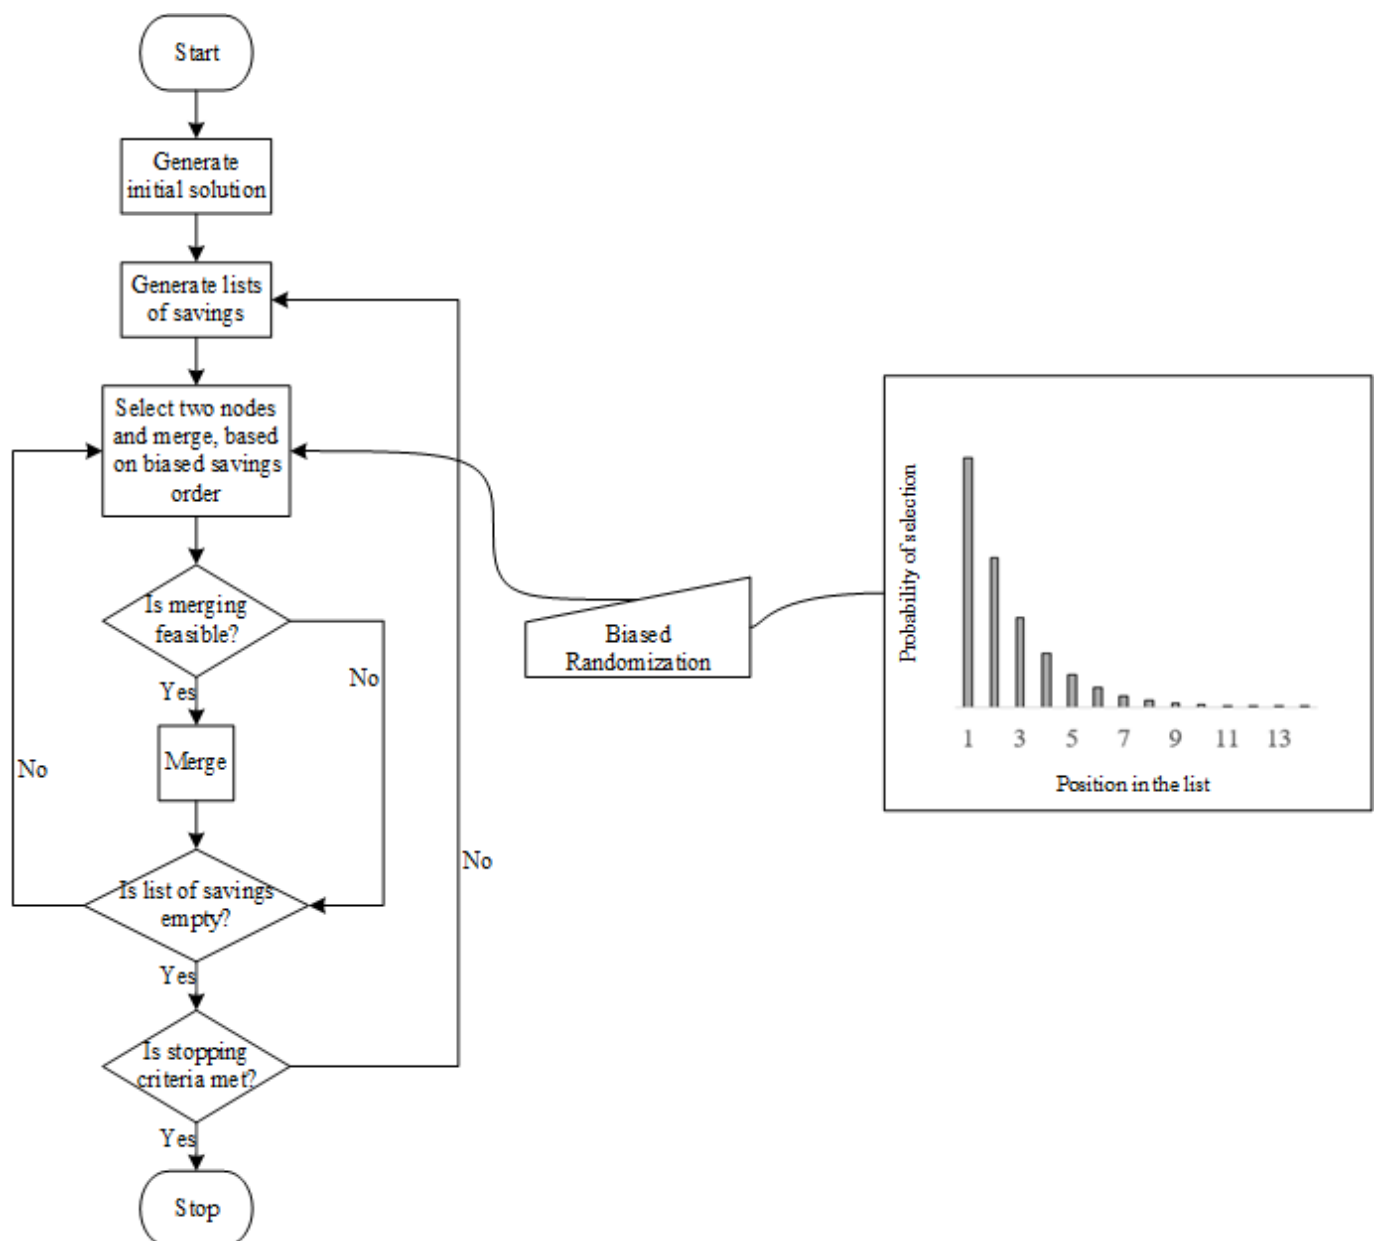 Start
Generate
initial solution
Generate lists
of savings
Select two nodes
and merge, based
on biased savings
order
Is merging
feasible?
No
Yes
Merge
No
Is list of savings
empty?
No
Yes
Is stopping
criteria met?
Yes
Stop
Biased
Randomization
Probability of selection
1 3 5 7 9 11 13
Position in the list